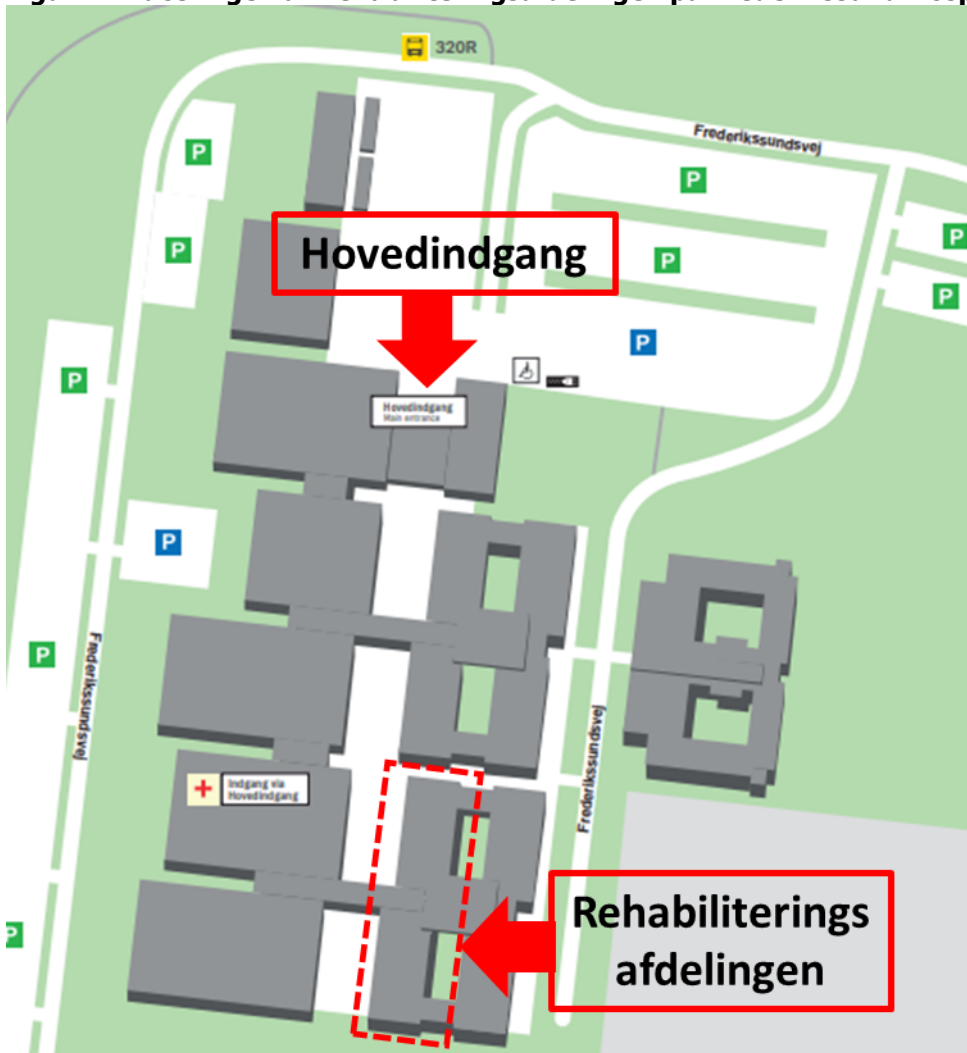 320R
Frederikssundsvej
P
P
P
P
P
Hovedindgang
P
P
P
P
Hovedindgang
Main entrance
P
P
Frederikssundsvej
Indgang via
Hovedindgang
Frederikssundsvej
Rehabiliterings
afdelingen
P